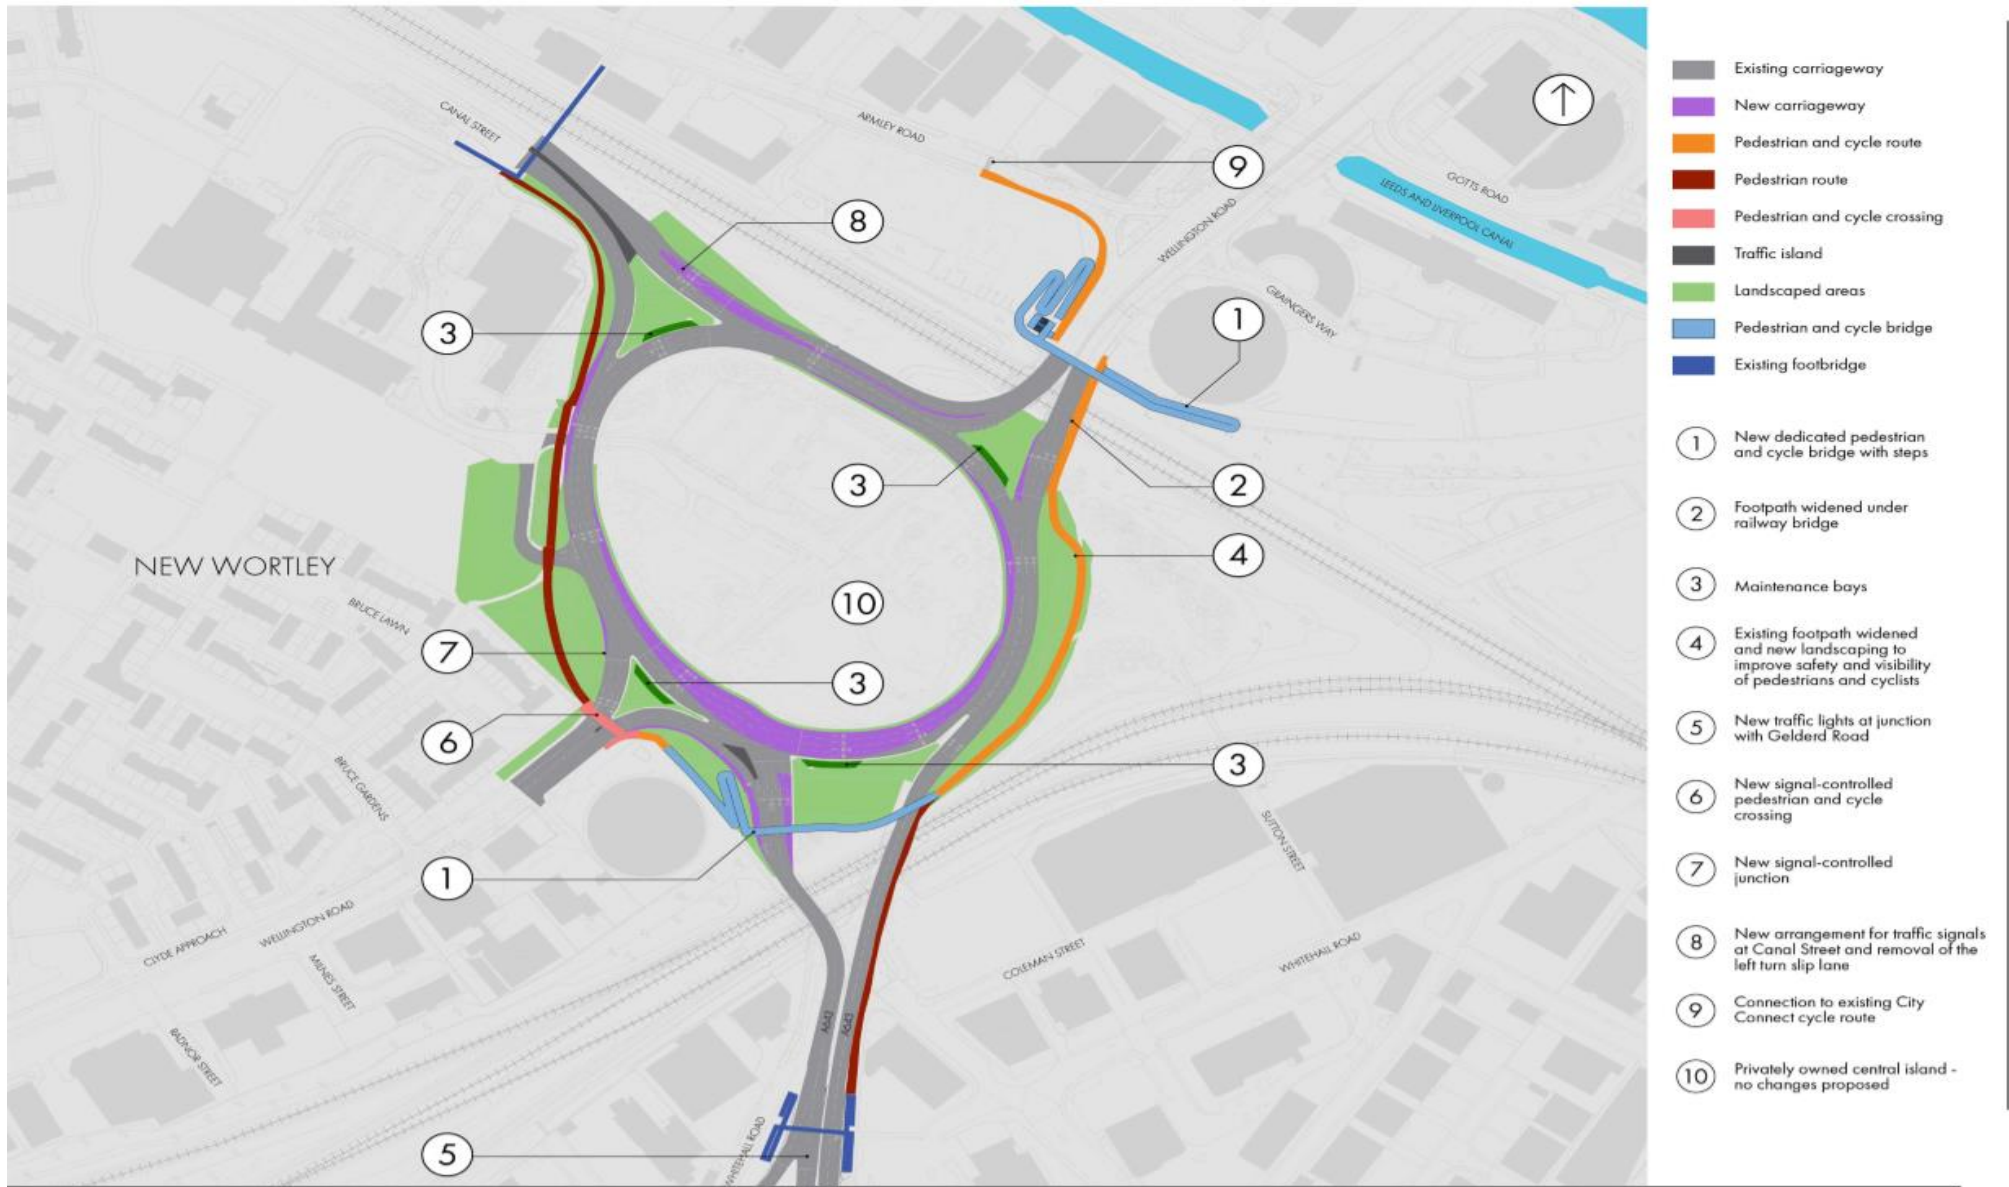 CANAL STREET
ARMLEY ROAD
9
8
WELLINGTON ROAD
GOTTS ROAD
LEEDS AND LIVERPOOL CANAL
GRAINGERS WAY
3
1
3
2
4
NEW WORTLEY
10
BRUCE LAWN
7
3
6
3
BRUCE GARDENS
SUTTON STREET
1
CLYDE APPROACH
WELLINGTON ROAD
MILNES STREET
COLEMAN STREET
WHITEHALL ROAD
RADNOR STREET
A643
A643
WHITEHALL ROAD
5
Existing carriageway
New carriageway
Pedestrian and cycle route
Pedestrian route
Pedestrian and cycle crossing
Traffic island
Landscaped areas
Pedestrian and cycle bridge
Existing footbridge
1 New dedicated pedestrian
and cycle bridge with steps
2 Footpath widened under
railway bridge
3 Maintenance bays
4 Existing footpath widened
and new landscaping to
improve safety and visibility
of pedestrians and cyclists
5 New traffic lights at junction
with Gelderd Road
6 New signal-controlled
pedestrian and cycle
crossing
7 New signal-controlled
junction
8 New arrangement for traffic signals
at Canal Street and removal of the
left turn slip lane
9 Connection to existing City
Connect cycle route
10 Privately owned central island -
no changes proposed